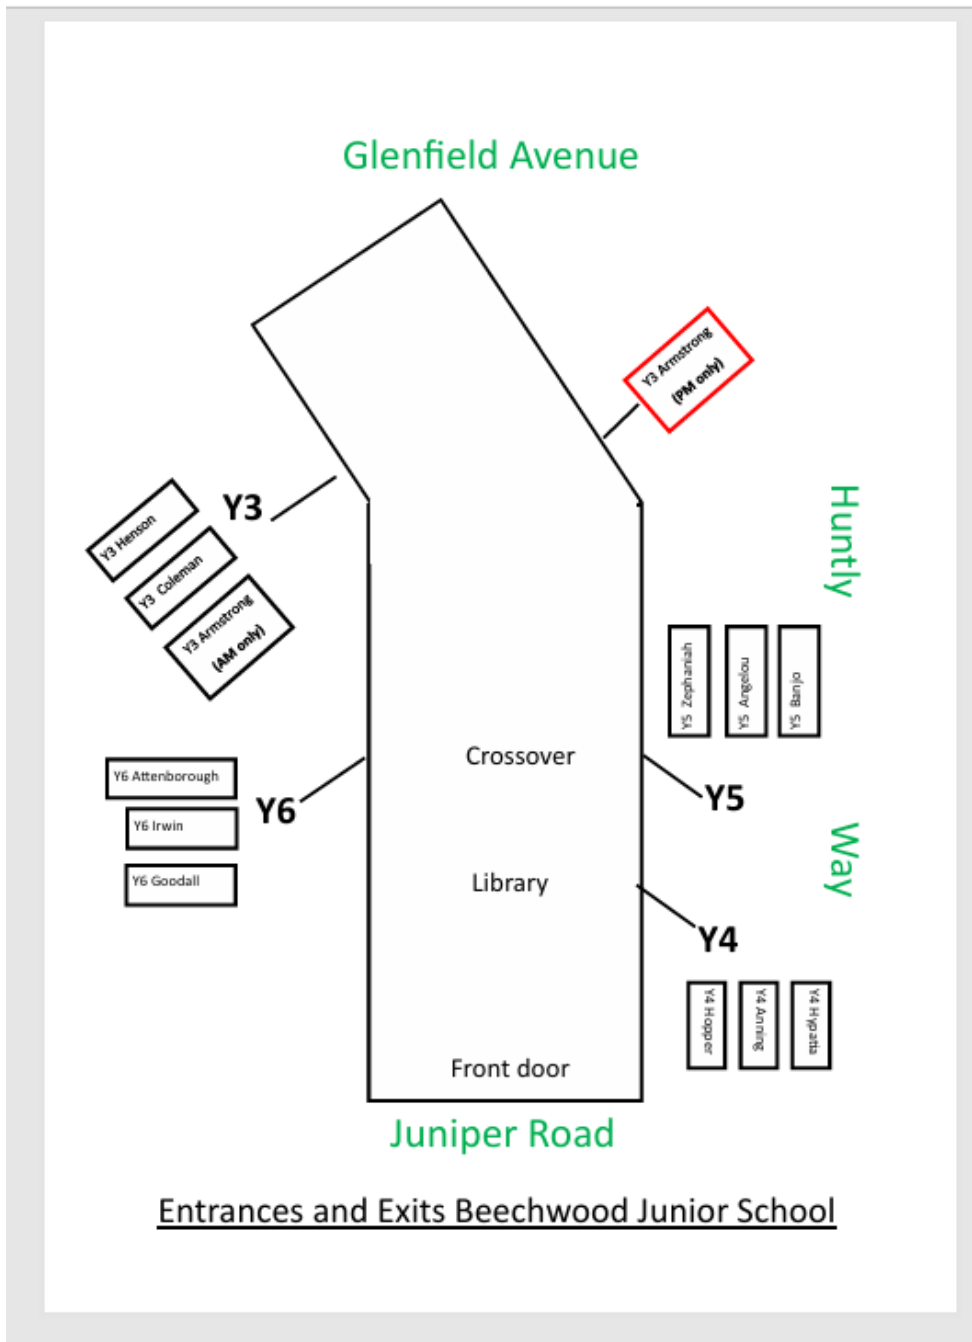 Glenfield Avenue
Y3 Armstrong
(PM only)
Huntly
Y3
Y3 Henson
Y3 Coleman
Y3 Armstrong
(AM only)
Y5 Zephaniah
Y5 Angelou
Y5 Banjo
Crossover
Y6 Attenborough
Y6
Y5
Y6 Irwin
Way
Y6 Goodall
Library
Y4
Y4 Hopper
Y4 Anning
Y4 Hypatia
Front door
Juniper Road
Entrances and Exits Beechwood Junior School